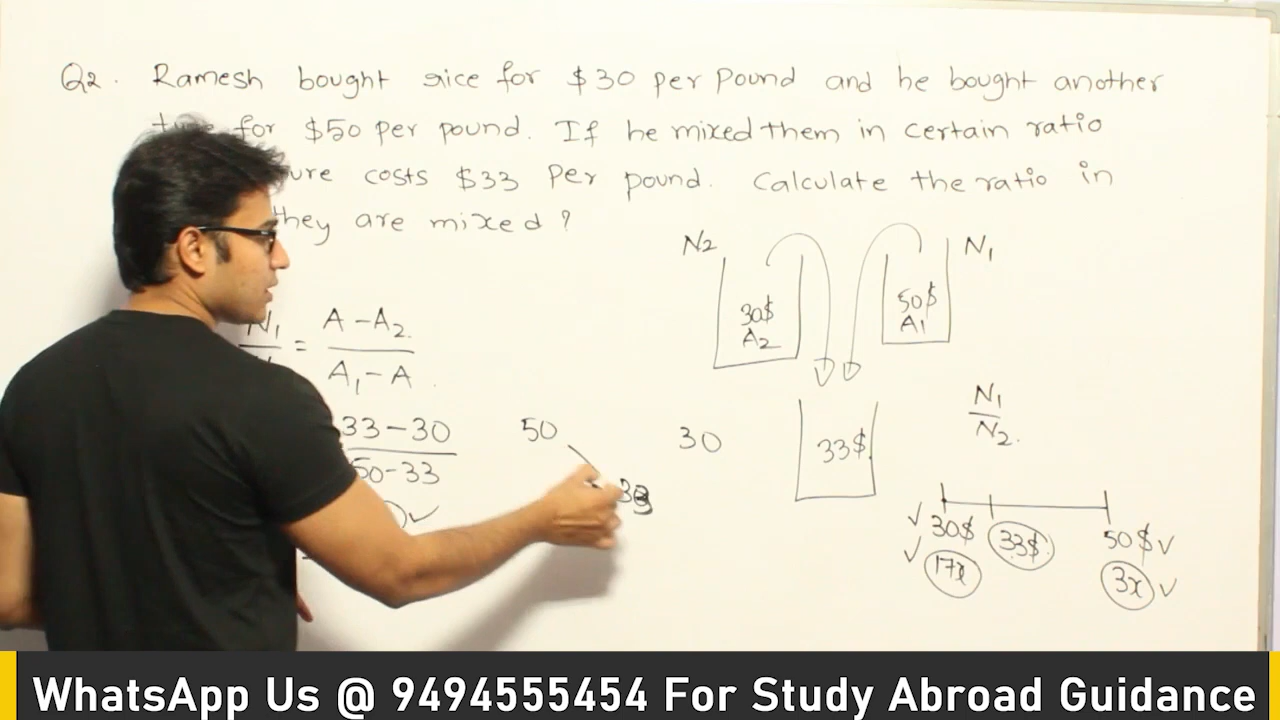 Q2. Ramesh bought rice for $30 per pound and he bought another
for $50 per pound. If he mixed them in certain ratio
ure costs $33 per pound. Calculate the ratio in
they are mixed?
N2
N1
30$
A2
50$
A1
N1 = A - A2
A1 - A
N1
N2.
33 - 30
50-33
50
30
33
33$
30$
33$
50$
17x
3x
WhatsApp Us @ 9494555454 For Study Abroad Guidance